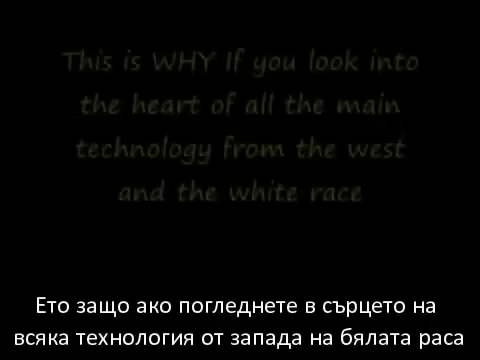 This is WHY If you look into
the heart of all the main
technology from the west
and the white race
Ето защо ако погледнете в сърцето на
всяка технология от запада на бялата раса